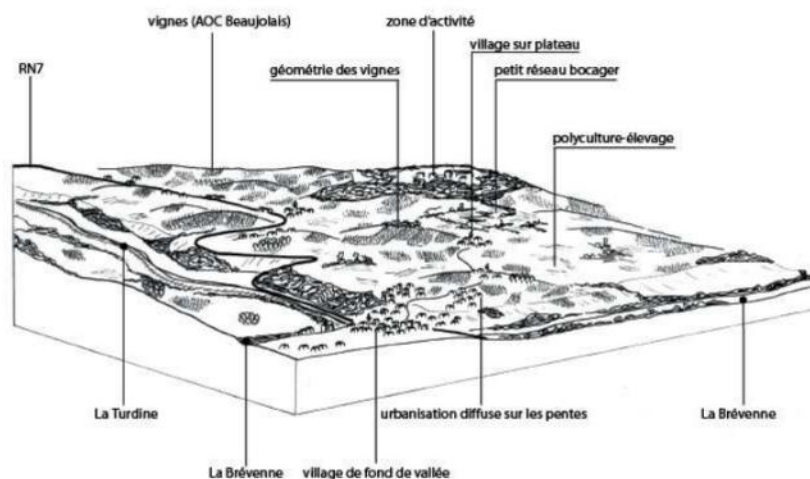 vignes (AOC Beaujolais)
zone d'activité
village sur plateau
RN7
géométrie des vignes
petit réseau bocager
polyculture-élevage
La Turdine
urbanisation diffuse sur les pentes
La Brévenne
La Brévenne
village de fond de vallée